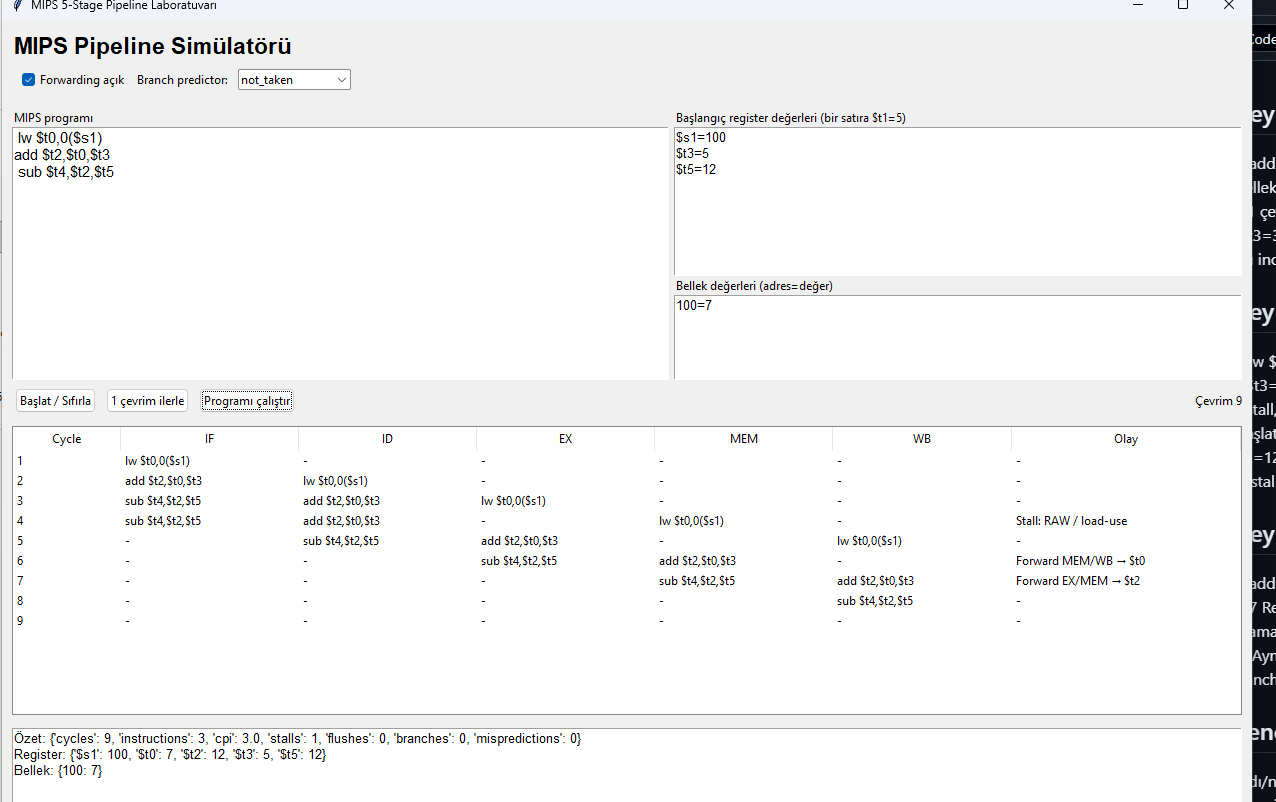 MIPS 5-Stage Pipeline Laboratuvarı
MIPS Pipeline Simülatörü
Forwarding açık Branch predictor: not_taken
MIPS programı
lw $t0,0($s1)
add $t2,$t0,$t3
sub $t4,$t2,$t5
Başlangıç register değerleri (bir satıra $t1=5)
$s1=100
$t3=5
$t5=12
Bellek değerleri (adres=değer)
100=7
Başlat / Sıfırla 1 çevrim ilerle Programı çalıştır Çevrim 9
Cycle IF ID EX MEM WB Olay
1 lw $t0,0($s1) - - - - -
2 add $t2,$t0,$t3 lw $t0,0($s1) - - - -
3 sub $t4,$t2,$t5 add $t2,$t0,$t3 lw $t0,0($s1) - - -
4 sub $t4,$t2,$t5 add $t2,$t0,$t3 - lw $t0,0($s1) - Stall: RAW / load-use
5 - sub $t4,$t2,$t5 add $t2,$t0,$t3 - lw $t0,0($s1) -
6 - - sub $t4,$t2,$t5 add $t2,$t0,$t3 - Forward MEM/WB → $t0
7 - - - sub $t4,$t2,$t5 add $t2,$t0,$t3 Forward EX/MEM → $t2
8 - - - - sub $t4,$t2,$t5 -
9 - - - - - -
Özet: {'cycles': 9, 'instructions': 3, 'cpi': 3.0, 'stalls': 1, 'flushes': 0, 'branches': 0, 'mispredictions': 0}
Register: {'$s1': 100, '$t0': 7, '$t2': 12, '$t3': 5, '$t5': 12}
Bellek: {100: 7}